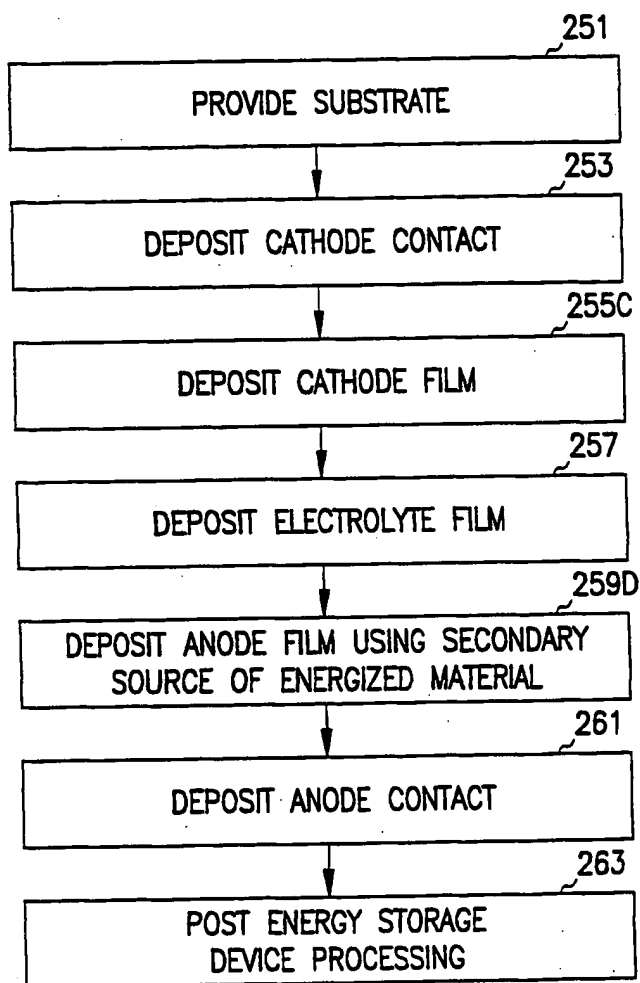 251
PROVIDE SUBSTRATE
253
DEPOSIT CATHODE CONTACT
255C
DEPOSIT CATHODE FILM
257
DEPOSIT ELECTROLYTE FILM
259D
DEPOSIT ANODE FILM USING SECONDARY
SOURCE OF ENERGIZED MATERIAL
261
DEPOSIT ANODE CONTACT
263
POST ENERGY STORAGE
DEVICE PROCESSING